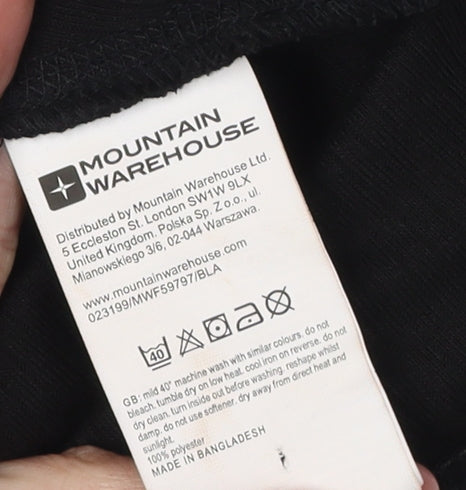 MOUNTAIN
WAREHOUSE
Distributed by Mountain Warehouse Ltd.
5 Eccleston St. London SW1W 9LX
United Kingdom. Polska Sp. Z.o.o., ul.
Mianowskiego 3/6, 02-044 Warszawa.
www.mountainwarehouse.com
023199/MWF59797/BLA
40
GB: mild 40° machine wash with similar colours. do not
bleach. tumble dry on low heat. cool iron on reverse. do not
dry clean. turn inside out before washing. reshape whilst
damp. do not use softener. dry away from direct heat and
sunlight.
100% polyester
MADE IN BANGLADESH